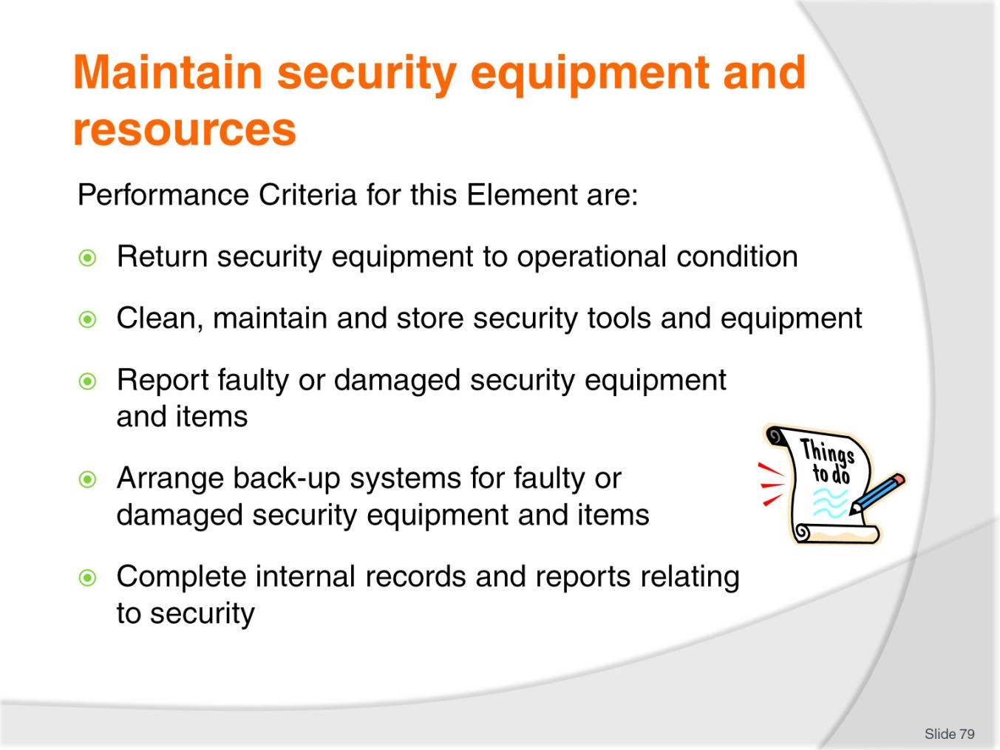 Maintain security equipment and
resources
Performance Criteria for this Element are:
Return security equipment to operational condition
Clean, maintain and store security tools and equipment
Report faulty or damaged security equipment
and items
Arrange back-up systems for faulty or
damaged security equipment and items
Complete internal records and reports relating
to security
Things
to do
Slide 79